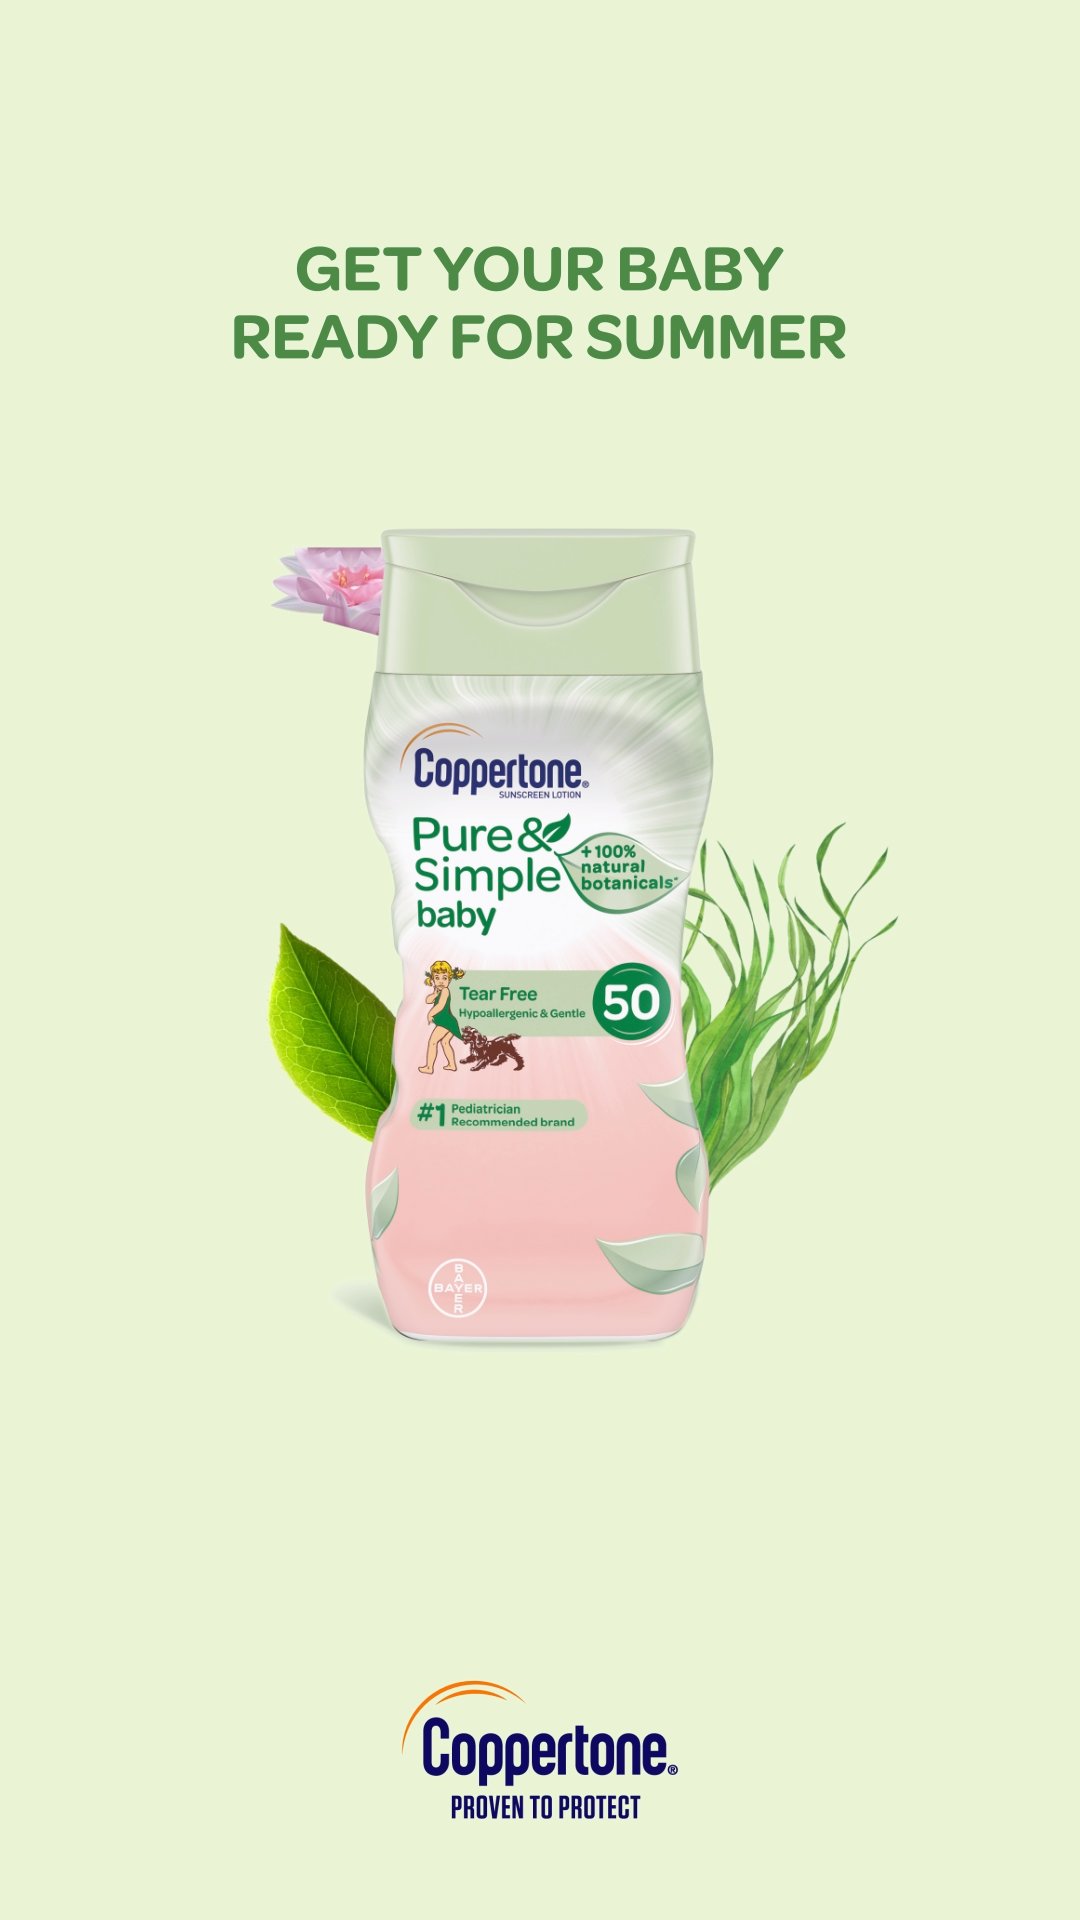 GET YOUR BABY
READY FOR SUMMER
Coppertone®
SUNSCREEN LOTION
Pure &
Simple
baby
+ 100%
natural
botanicals*
Tear Free
Hypoallergenic & Gentle
50
#1 Pediatrician
Recommended brand
BAYER
BAYER
Coppertone®
PROVEN TO PROTECT